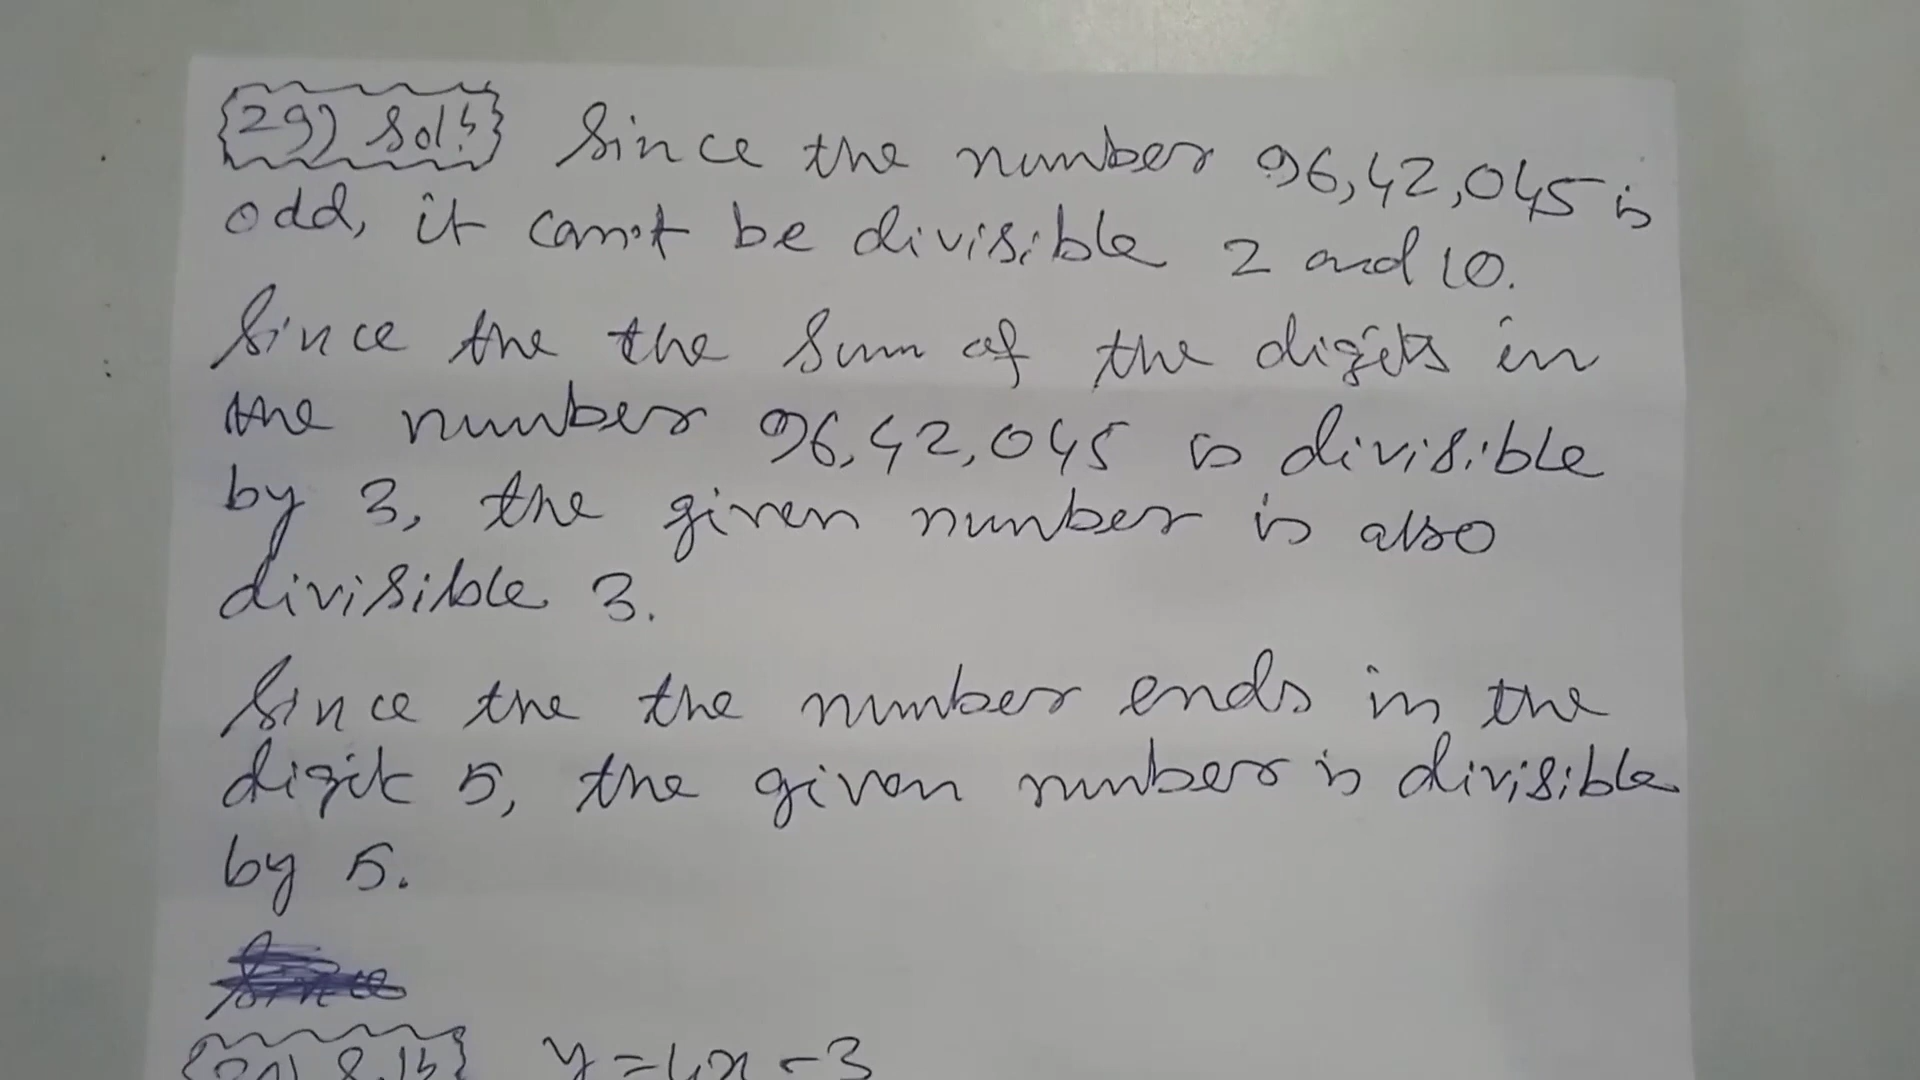 29) Sol: Since the number 96,42,045 is
odd, it can't be divisible 2 and 10.
Since the the sum of the digits in
the number 96,42,045 is divisible
by 3, the given number is also
divisible 3.
Since the the number ends in the
digit 5, the given number is divisible
by 5.
Since
y = 4x - 3